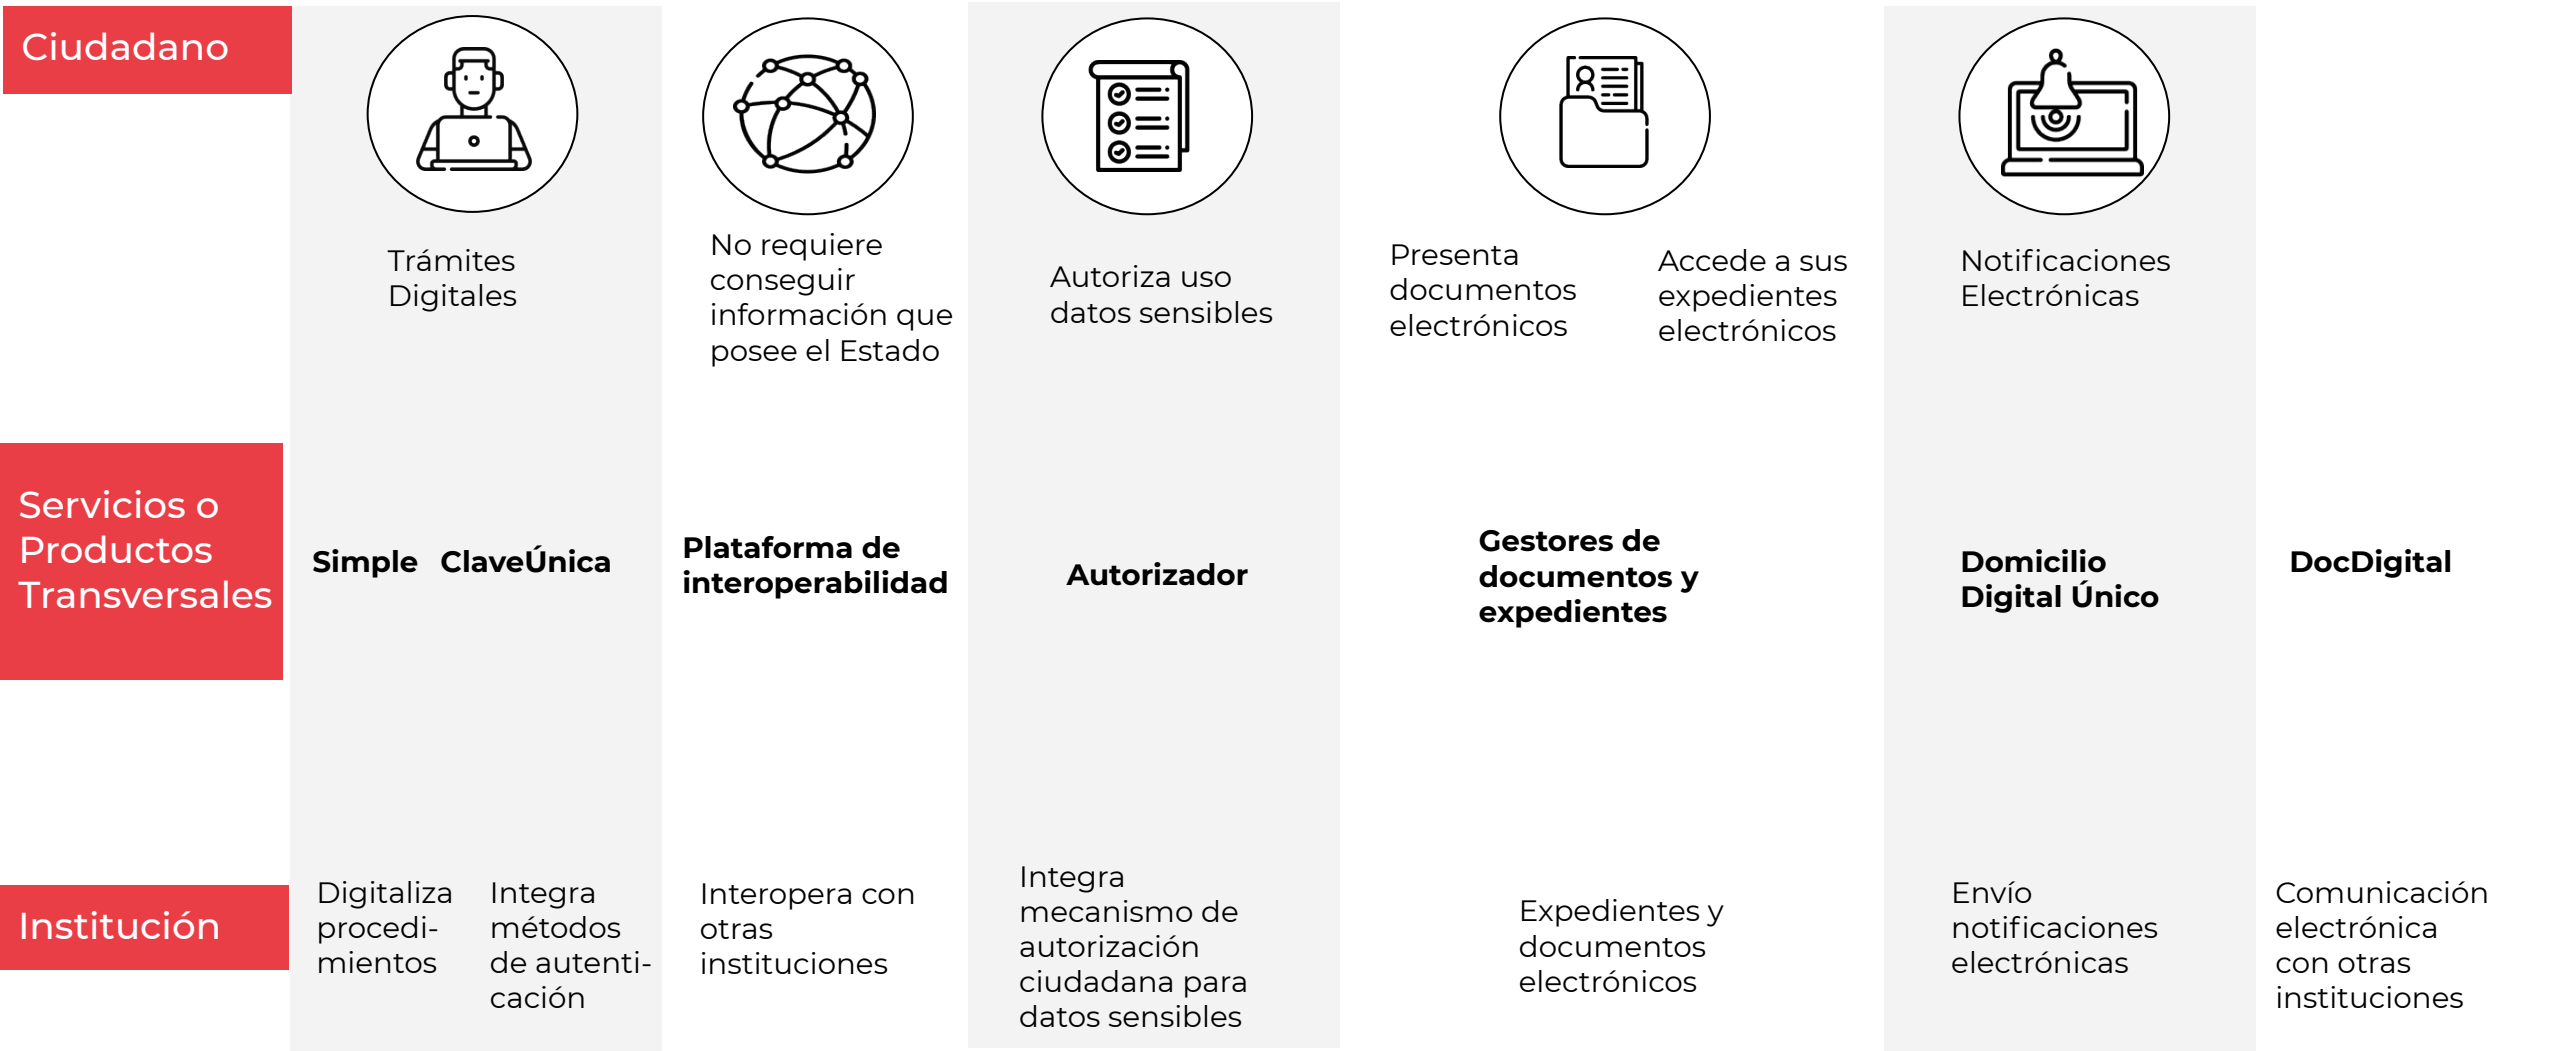 Ciudadano
Trámites
Digitales
No requiere
conseguir
información que
posee el Estado
Autoriza uso
datos sensibles
Presenta
documentos
electrónicos
Accede a sus
expedientes
electrónicos
Notificaciones
Electrónicas
Servicios o
Productos
Transversales
Simple
ClaveÚnica
Plataforma de
interoperabilidad
Autorizador
Gestores de
documentos y
expedientes
Domicilio
Digital Único
DocDigital
Institución
Digitaliza
procedi-
mientos
Integra
métodos
de autenti-
cación
Interopera con
otras
instituciones
Integra
mecanismo de
autorización
ciudadana para
datos sensibles
Expedientes y
documentos
electrónicos
Envío
notificaciones
electrónicas
Comunicación
electrónica
con otras
instituciones